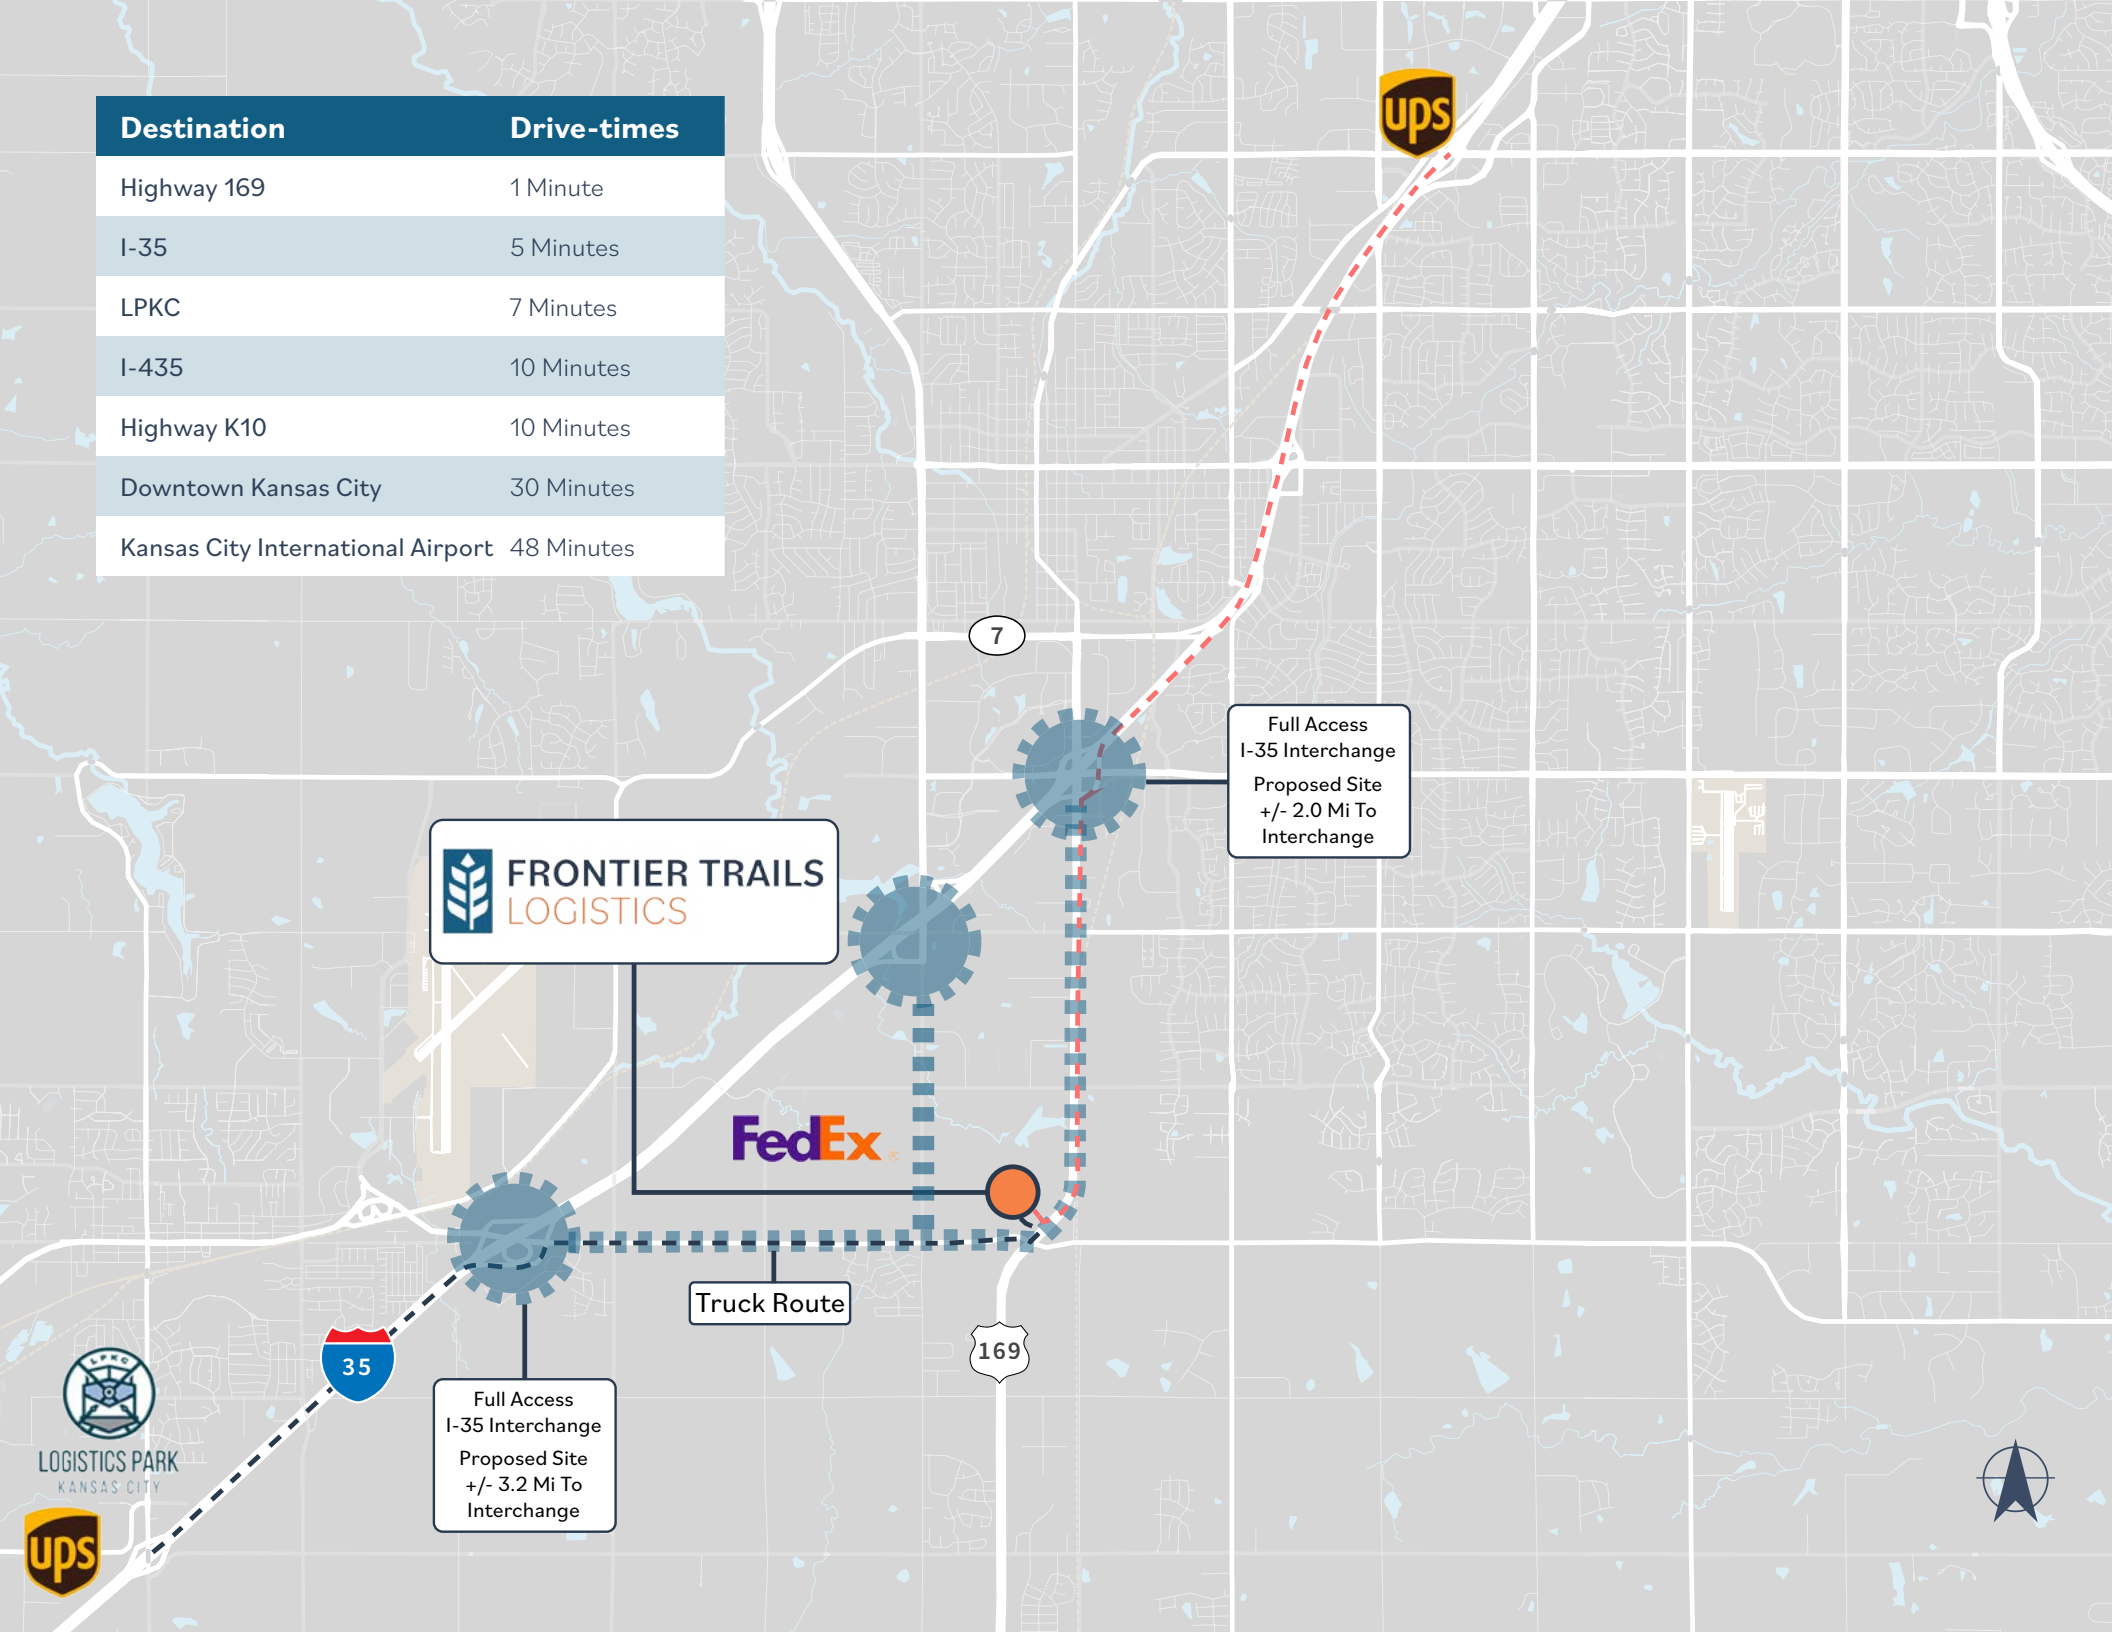 Destination Drive-times
Highway 169 1 Minute
I-35 5 Minutes
LPKC 7 Minutes
I-435 10 Minutes
Highway K10 10 Minutes
Downtown Kansas City 30 Minutes
Kansas City International Airport 48 Minutes
ups
7
Full Access
I-35 Interchange
Proposed Site
+/- 2.0 Mi To
Interchange
FRONTIER TRAILS
LOGISTICS
FedEx®
Truck Route
35
169
LPKC
LOGISTICS PARK
KANSAS CITY
Full Access
I-35 Interchange
Proposed Site
+/- 3.2 Mi To
Interchange
ups